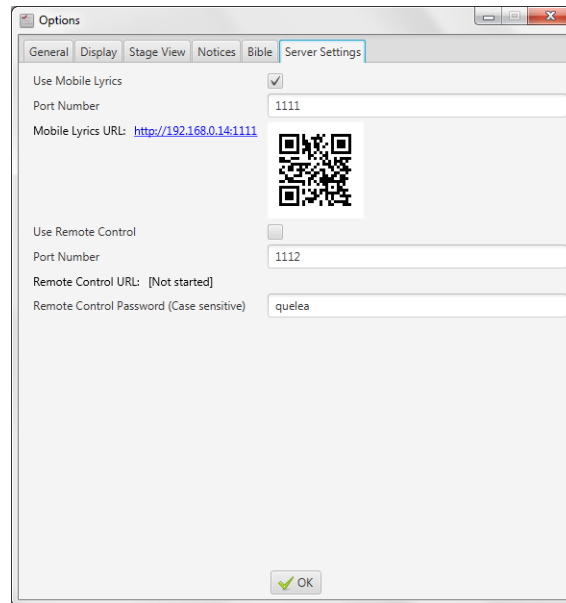 Options
General Display Stage View Notices Bible Server Settings
Use Mobile Lyrics
Port Number 1111
Mobile Lyrics URL: http://192.168.0.14:1111
Use Remote Control
Port Number 1112
Remote Control URL: [Not started]
Remote Control Password (Case sensitive) quelea
OK